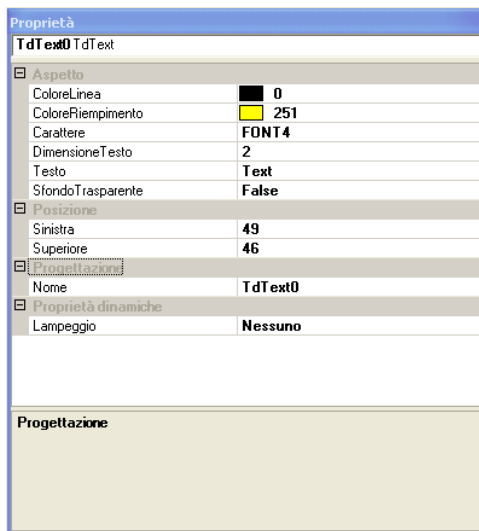 Proprietà
TdText0 TdText
Aspetto
ColoreLinea 0
ColoreRiempimento 251
Carattere FONT4
DimensioneTesto 2
Testo Text
SfondoTrasparente False
Posizione
Sinistra 49
Superiore 46
Progettazione
Nome TdText0
Proprietà dinamiche
Lampeggio Nessuno
Progettazione